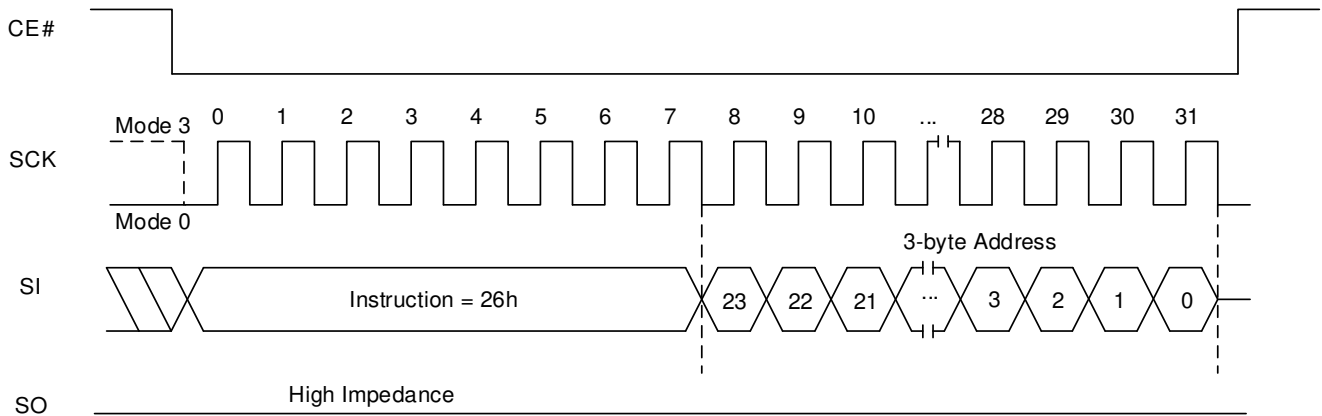 CE#
Mode 3
0 1 2 3 4 5 6 7 8 9 10 ... 28 29 30 31
SCK
Mode 0
3-byte Address
SI
Instruction = 26h
23 22 21 ... 3 2 1 0
High Impedance
SO